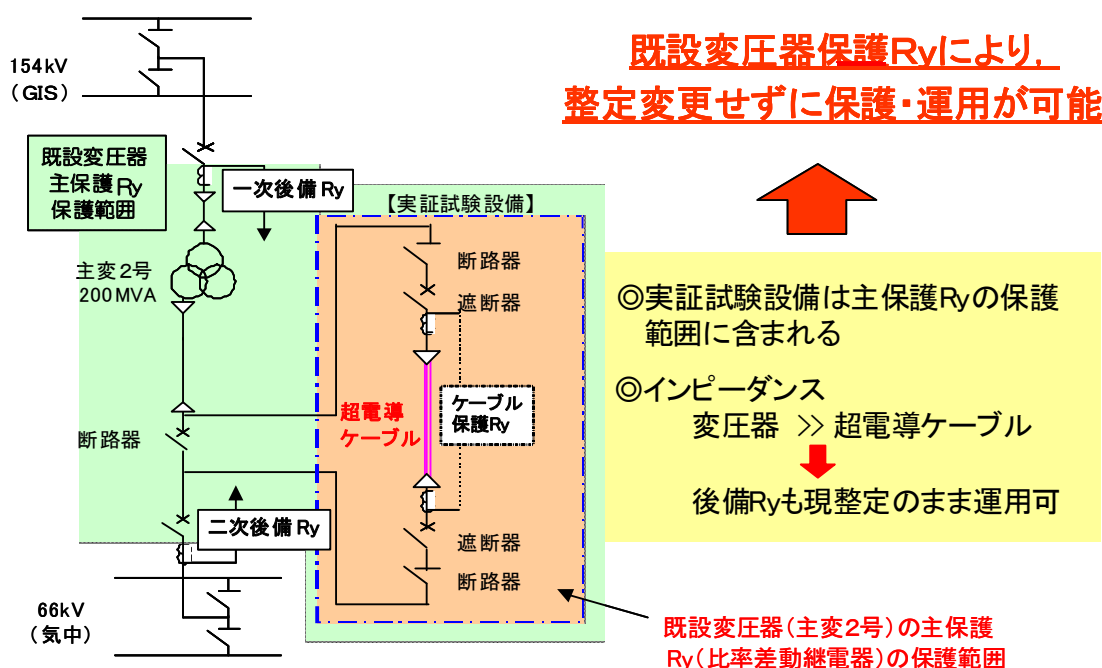 既設変圧器保護Ryにより,
整定変更せずに保護・運用が可能
154kV
(GIS)
既設変圧器
主保護Ry
保護範囲
一次後備Ry
【実証試験設備】
主変2号
200MVA
断路器
遮断器
超電導
ケーブル
ケーブル
保護Ry
断路器
二次後備Ry
遮断器
断路器
66kV
(気中)
◎実証試験設備は主保護Ryの保護
範囲に含まれる
◎インピーダンス
変圧器 ≫ 超電導ケーブル
後備Ryも現整定のまま運用可
既設変圧器(主変2号)の主保護
Ry(比率差動継電器)の保護範囲